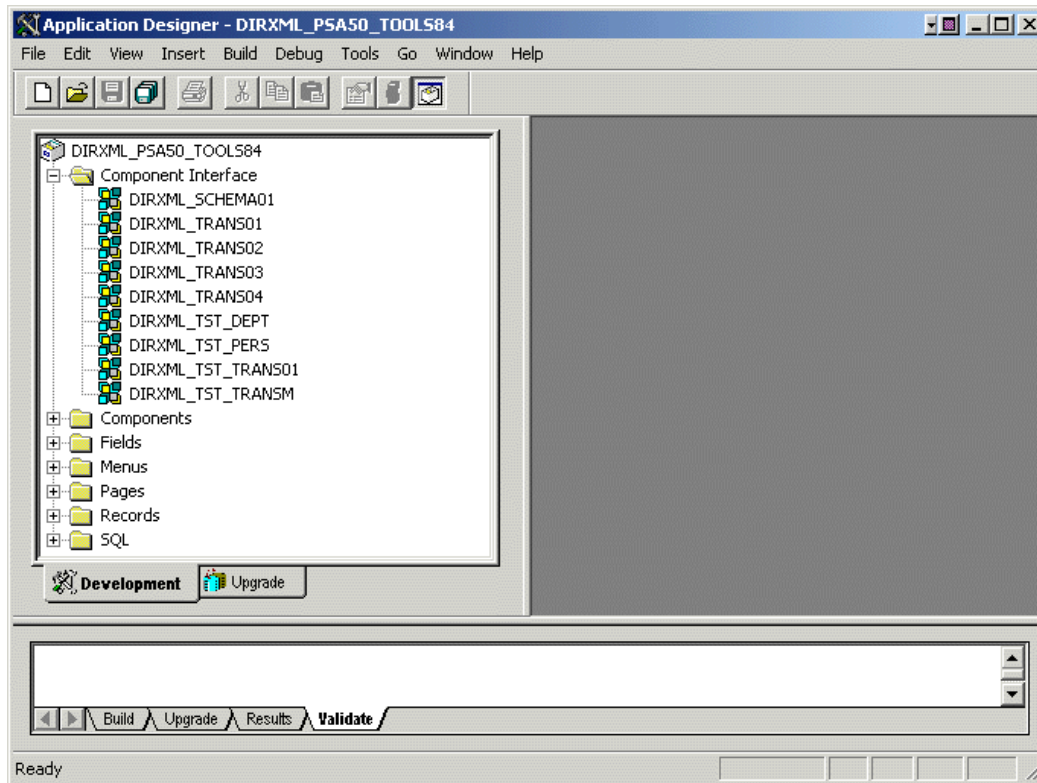 Application Designer - DIRXML_PSA50_TOOLS84
File Edit View Insert Build Debug Tools Go Window Help
DIRXML_PSA50_TOOLS84
Component Interface
DIRXML_SCHEMA01
DIRXML_TRANS01
DIRXML_TRANS02
DIRXML_TRANS03
DIRXML_TRANS04
DIRXML_TST_DEPT
DIRXML_TST_PERS
DIRXML_TST_TRANS01
DIRXML_TST_TRANSM
Components
Fields
Menus
Pages
Records
SQL
Development Upgrade
Build Upgrade Results Validate
Ready